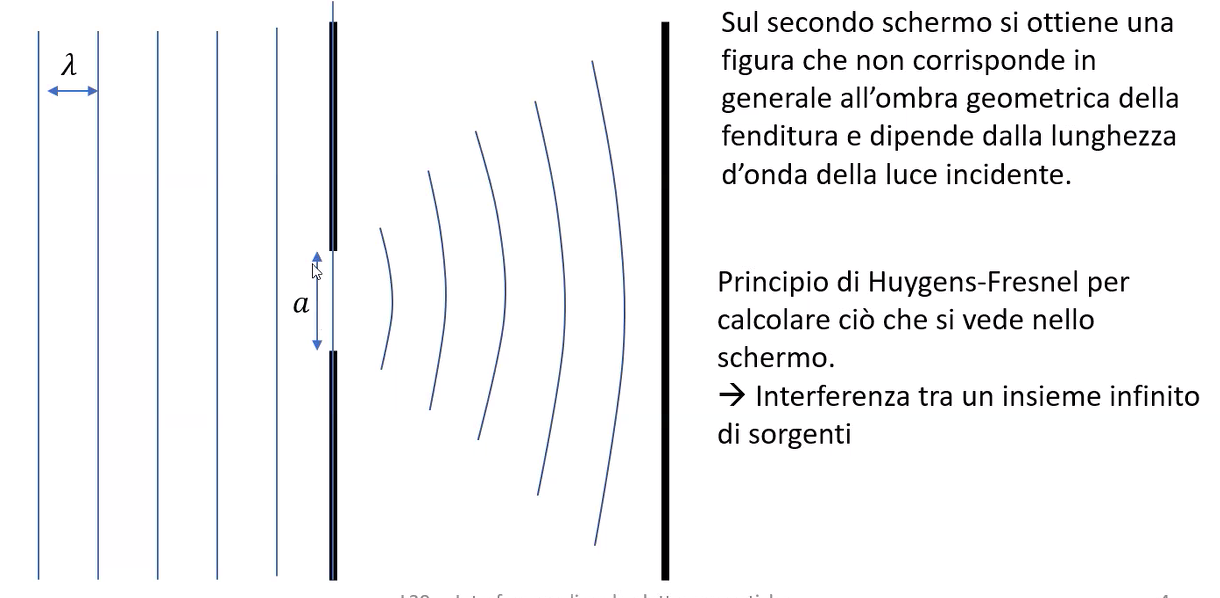 λ
a
Sul secondo schermo si ottiene una
figura che non corrisponde in
generale all’ombra geometrica della
fenditura e dipende dalla lunghezza
d’onda della luce incidente.
Principio di Huygens-Fresnel per
calcolare ciò che si vede nello
schermo.
→ Interferenza tra un insieme infinito
di sorgenti